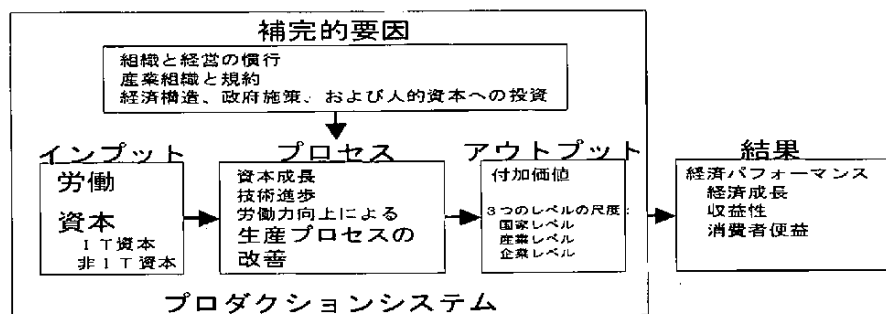 補完的要因
組織と経営の慣行
産業組織と規約
経済構造、政府施策、および人的資本への投資
インプット
労働
資本
IT資本
非IT資本
プロセス
資本成長
技術進歩
労働力向上による
生産プロセスの
改善
アウトプット
付加価値
3つのレベルの尺度:
国家レベル
産業レベル
企業レベル
結果
経済パフォーマンス
経済成長
収益性
消費者便益
プロダクションシステム